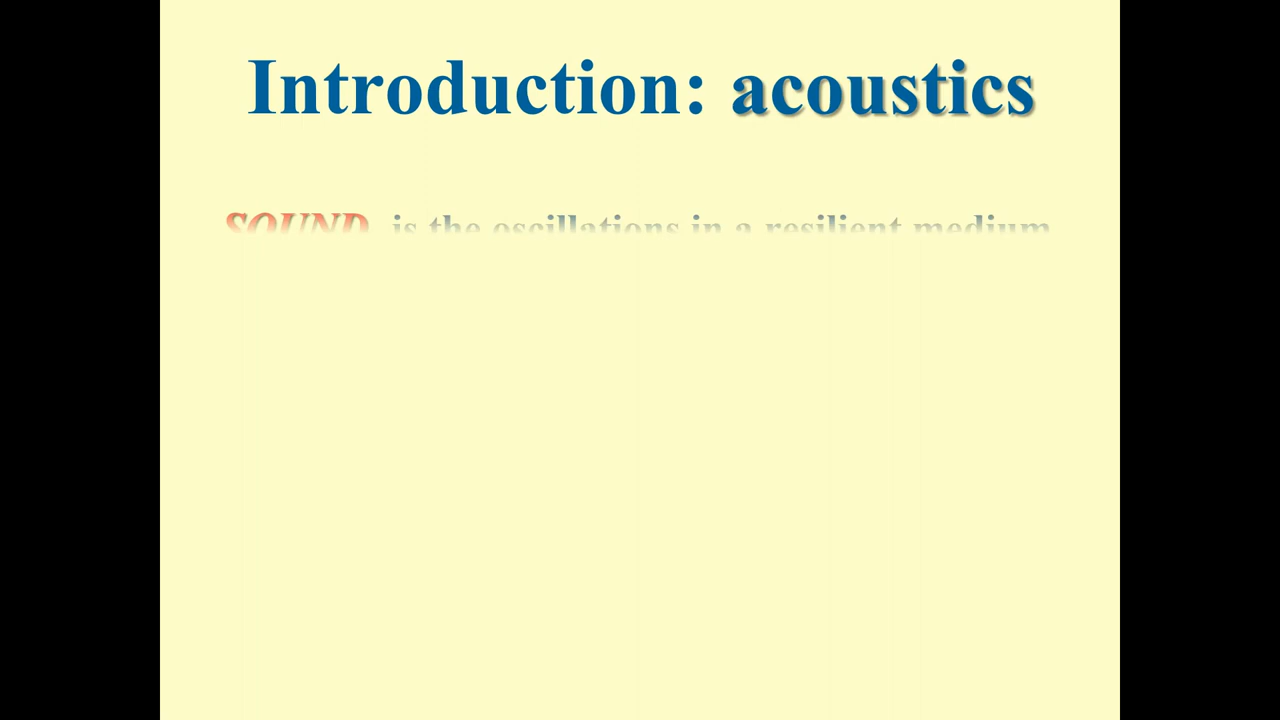 Introduction: acoustics
SOUND is the oscillations in a resilient medium